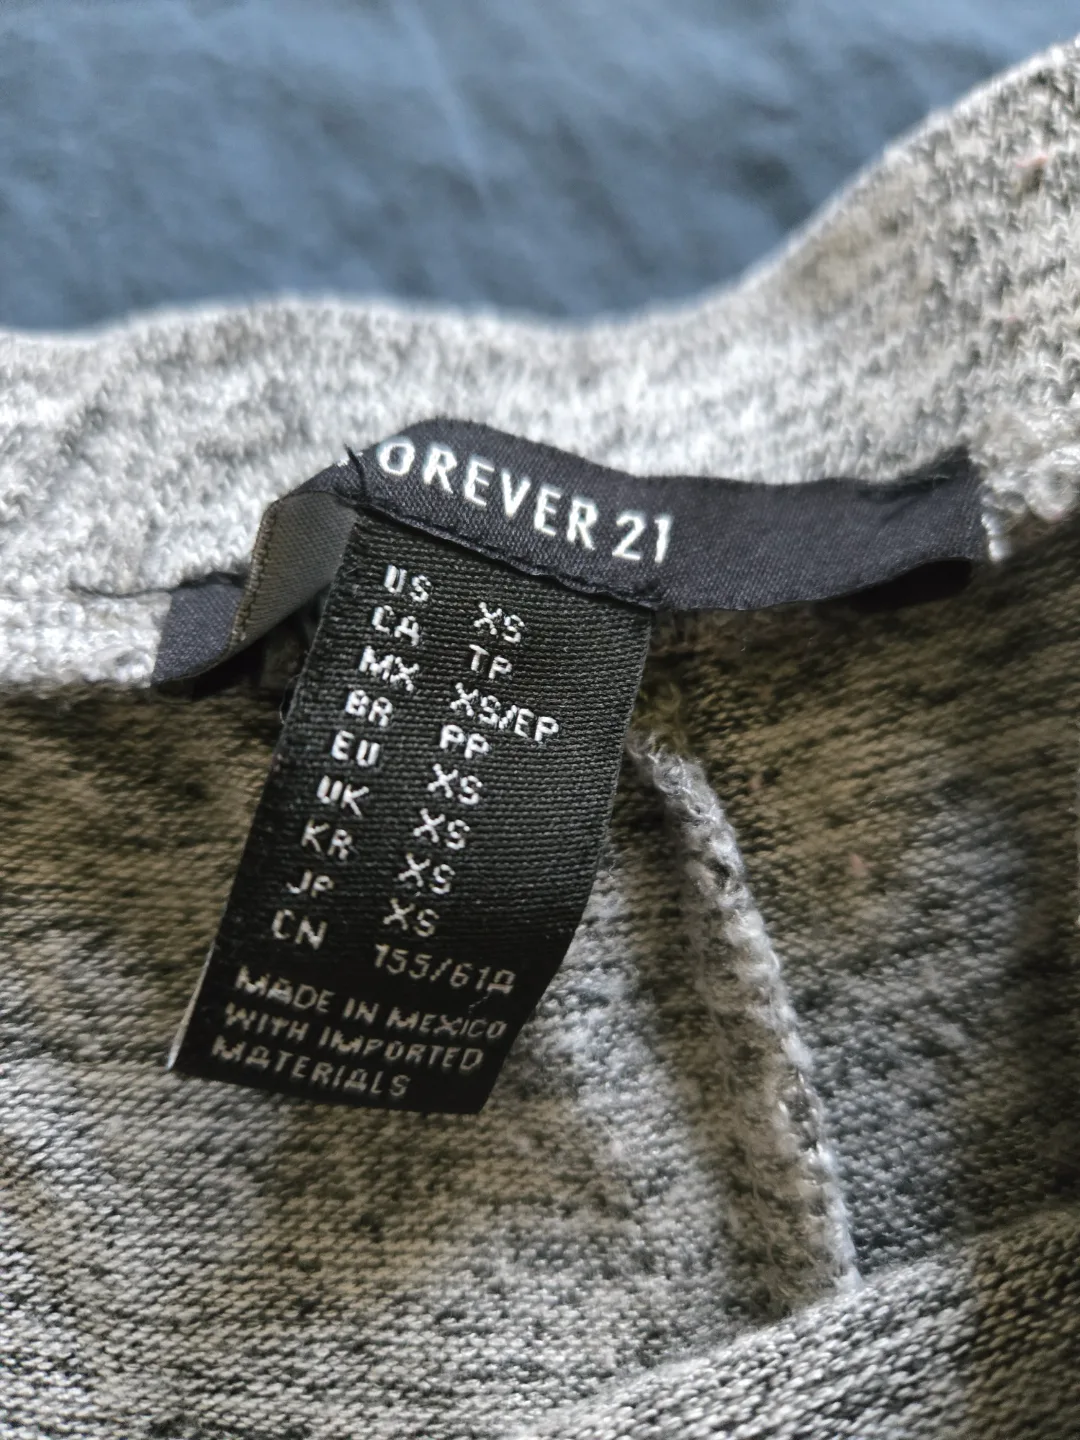 FOREVER 21
US XS
CA TP
MX XS/EP
BR PP
EU XS
UK XS
KR XS
JP XS
CN 155/61A
MADE IN MEXICO
WITH IMPORTED
MATERIALS